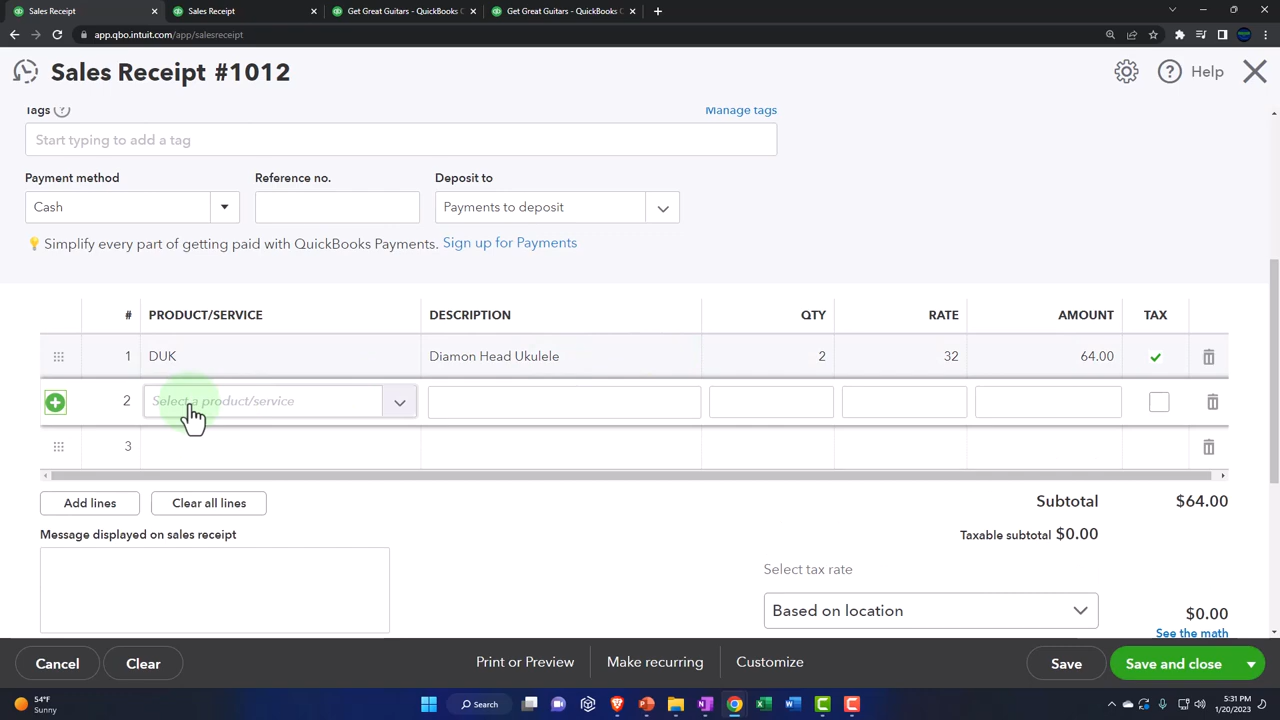 Sales Receipt
Sales Receipt
Get Great Guitars - QuickBooks C
Get Great Guitars - QuickBooks C
app.qbo.intuit.com/app/salesreceipt
Sales Receipt #1012
Help
Tags
Manage tags
Start typing to add a tag
Payment method
Reference no.
Deposit to
Cash
Payments to deposit
Simplify every part of getting paid with QuickBooks Payments. Sign up for Payments
# PRODUCT/SERVICE DESCRIPTION QTY RATE AMOUNT TAX
1 DUK Diamon Head Ukulele 2 32 64.00
2 Select a product/service
3
Add lines
Clear all lines
Subtotal $64.00
Message displayed on sales receipt
Taxable subtotal $0.00
Select tax rate
Based on location
$0.00
See the math
Cancel
Clear
Print or Preview
Make recurring
Customize
Save
Save and close
54°F
Sunny
Search
5:31 PM
1/20/2023